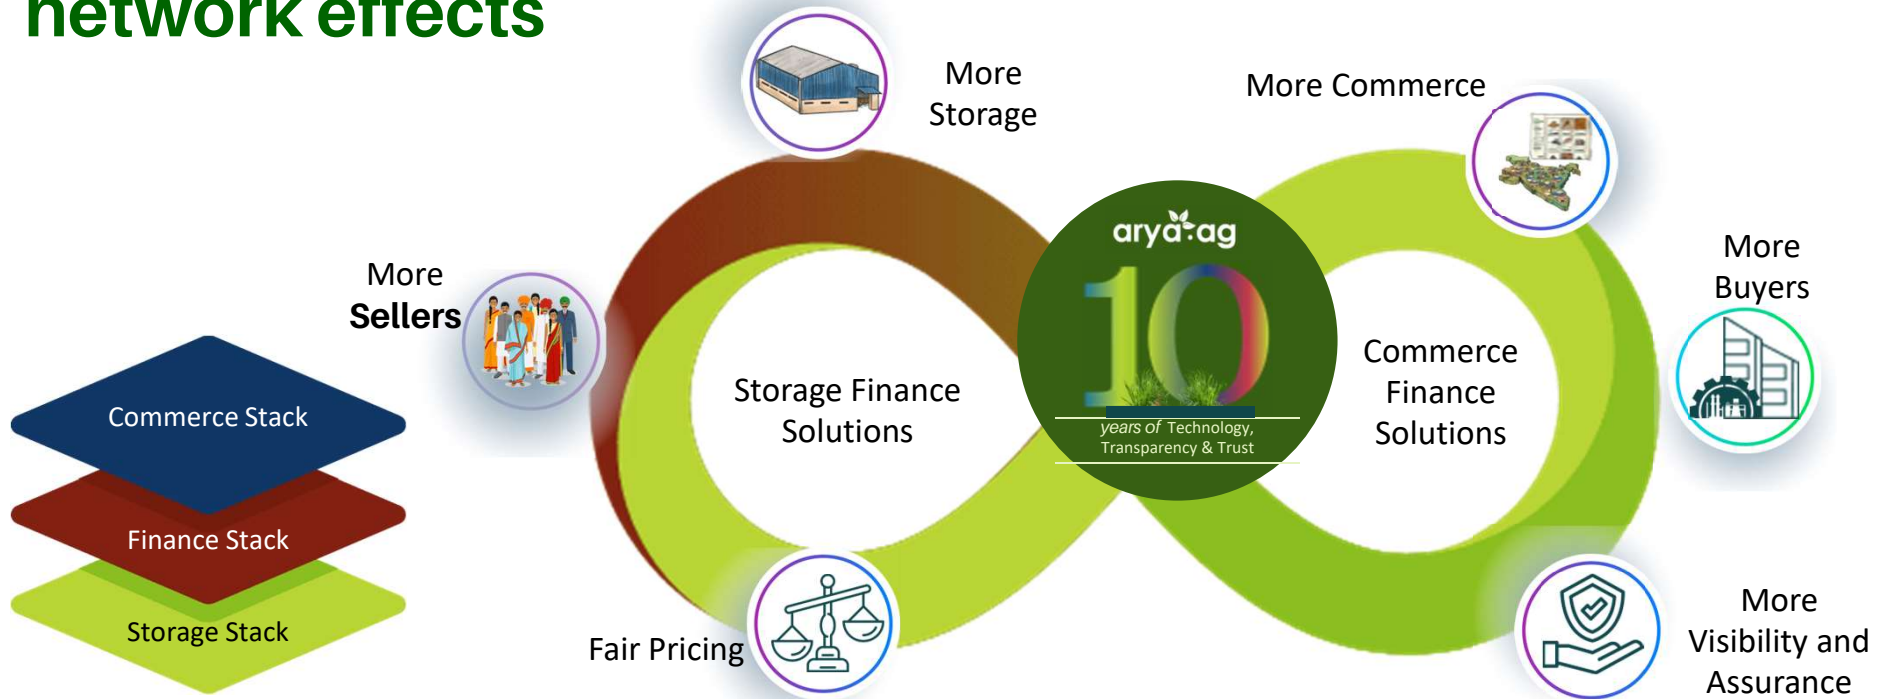 network effects
More
Storage
More Commerce
More
Sellers
More
Buyers
arya.ag
10
years of Technology,
Transparency & Trust
Storage Finance
Solutions
Commerce
Finance
Solutions
Commerce Stack
Finance Stack
Storage Stack
Fair Pricing
More
Visibility and
Assurance